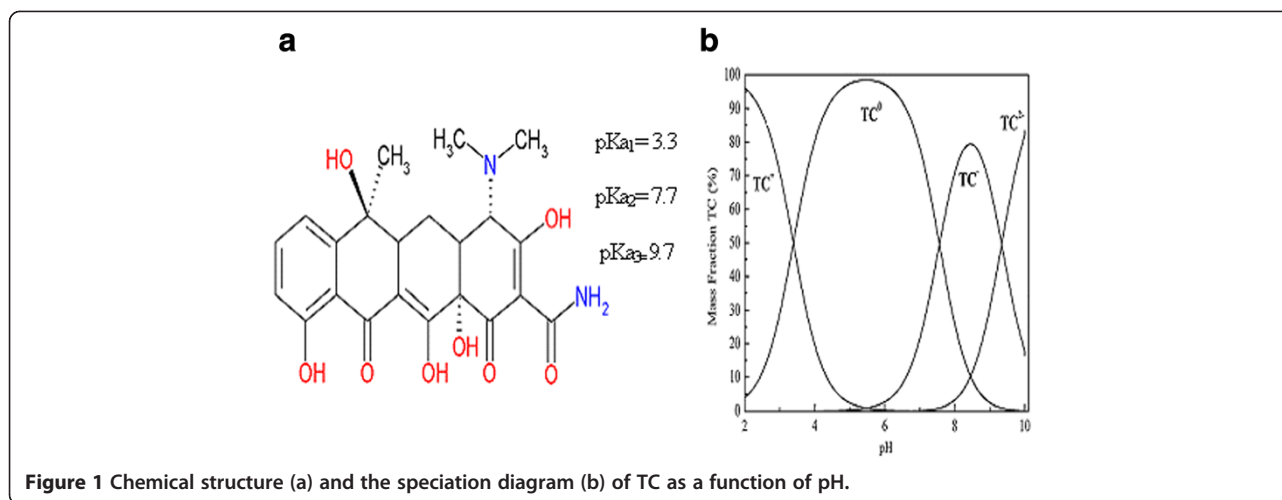 a
b
HO
CH₃
H₃C
N
CH₃
OH
NH₂
OH
O
OH
OH
O
O
pKa₁=3.3
pKa₂=7.7
pKa₃=9.7
Mass Fraction TC (%)
100
90
80
70
60
50
40
30
20
10
0
TC⁺
TC⁰
TC⁻
TC²⁻
2
4
6
8
10
pH
Figure 1 Chemical structure (a) and the speciation diagram (b) of TC as a function of pH.